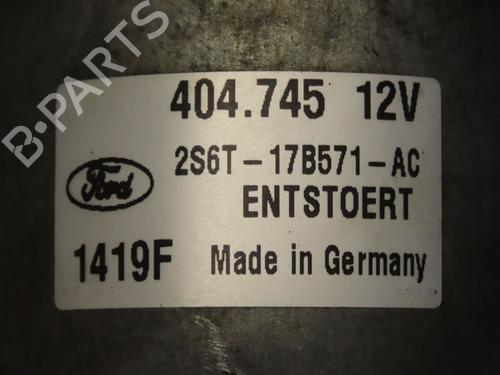 B-PARTS
404.745 12V
2S6T-17B571-AC
Ford
ENTSTOERT
1419F Made in Germany